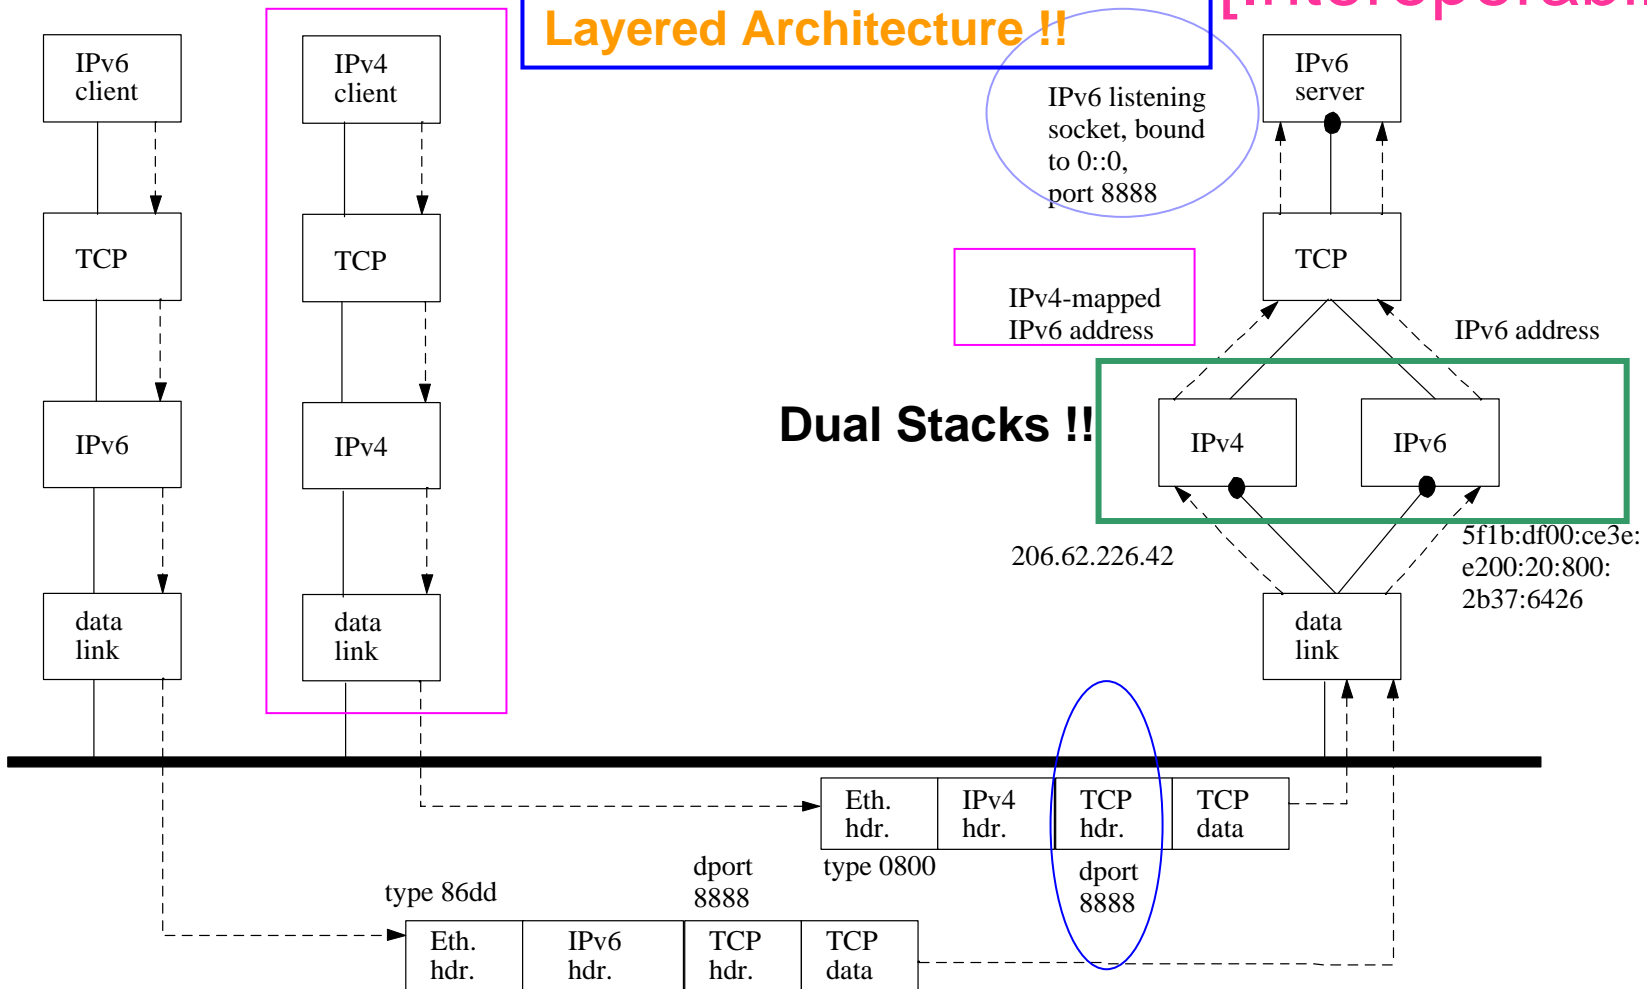 Layered Architecture !!
IPv6
client
IPv4
client
IPv6 listening
socket, bound
to 0::0,
port 8888
IPv6
server
TCP
TCP
TCP
IPv4-mapped
IPv6 address
IPv6 address
Dual Stacks !!
IPv6
IPv4
IPv4
IPv6
206.62.226.42
5f1b:df00:ce3e:
e200:20:800:
2b37:6426
data
link
data
link
data
link
Eth.
hdr.
IPv4
hdr.
TCP
hdr.
TCP
data
type 0800
dport
8888
type 86dd
dport
8888
Eth.
hdr.
IPv6
hdr.
TCP
hdr.
TCP
data